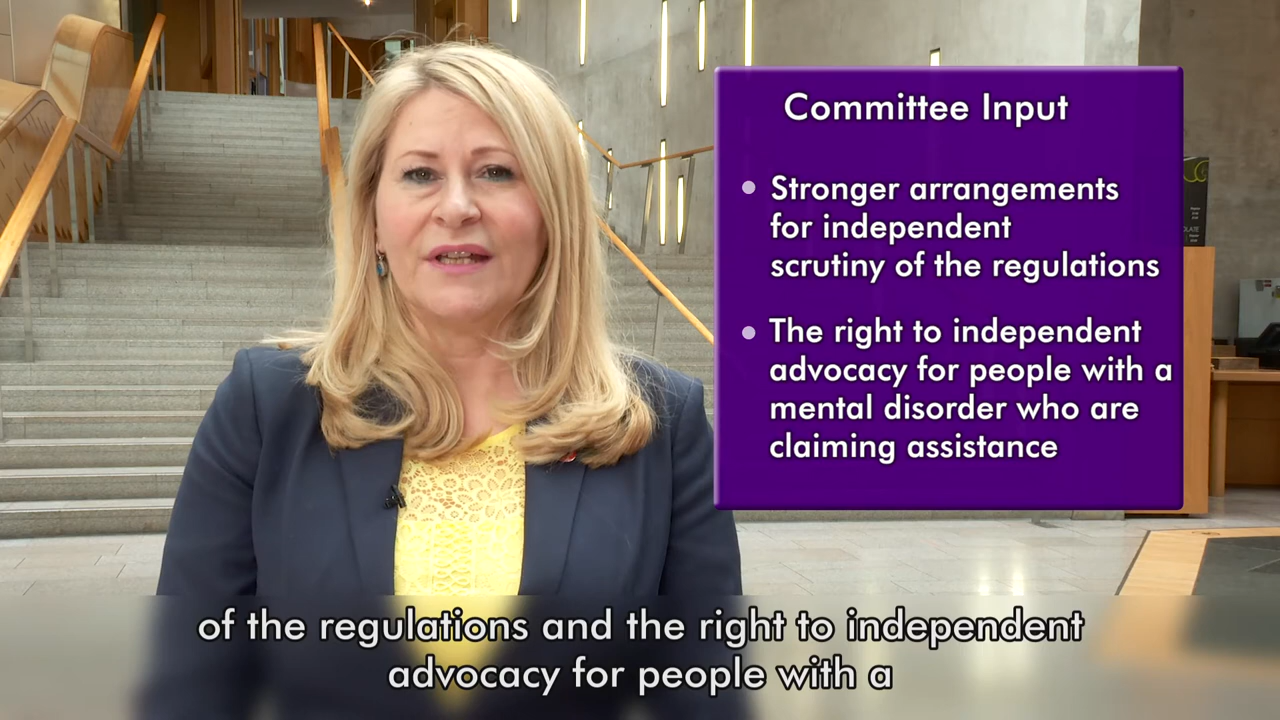 Committee Input
• Stronger arrangements
for independent
scrutiny of the regulations
• The right to independent
advocacy for people with a
mental disorder who are
claiming assistance
of the regulations and the right to independent
advocacy for people with a